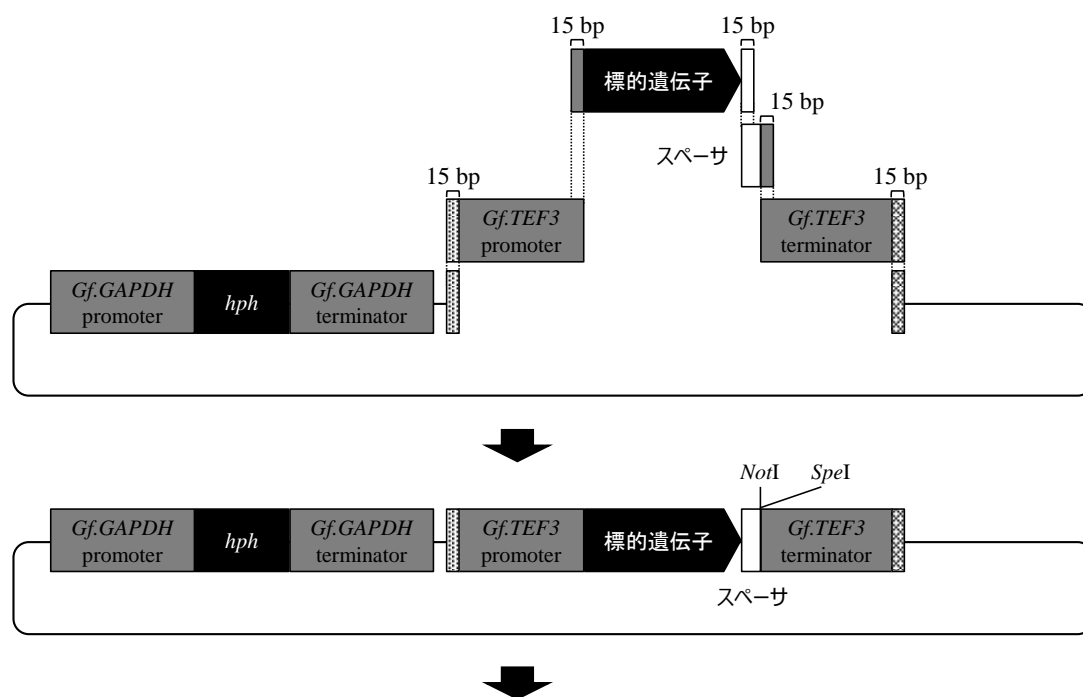 15 bp
15 bp
標的遺伝子
15 bp
スペーサ
15 bp
15 bp
Gf.TEF3
promoter
Gf.TEF3
terminator
Gf.GAPDH
promoter
hph
Gf.GAPDH
terminator
NotI
SpeI
Gf.GAPDH
promoter
hph
Gf.GAPDH
terminator
Gf.TEF3
promoter
標的遺伝子
Gf.TEF3
terminator
スペーサ